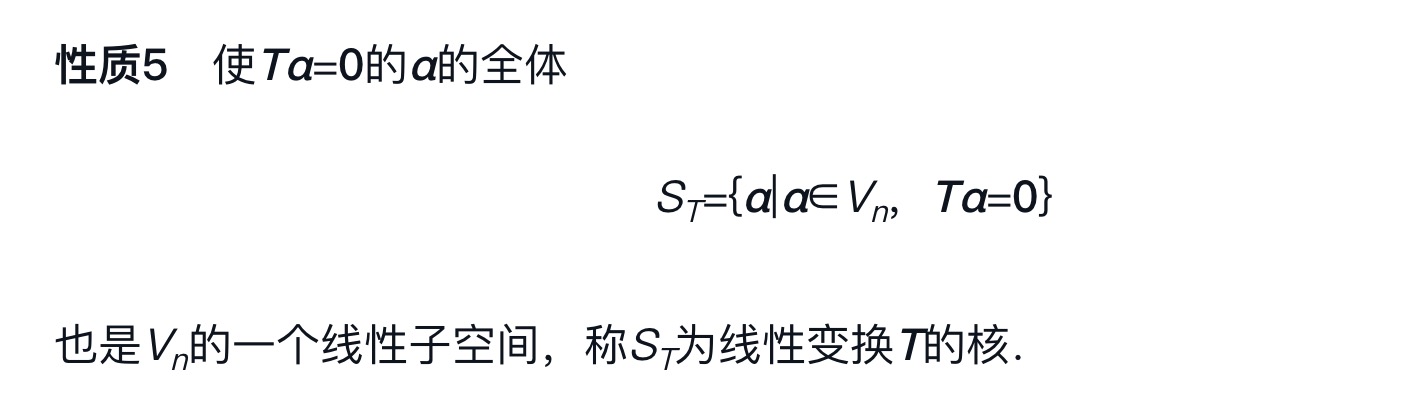 性质5 使Tα=0的α的全体
S_T={α|α∈V_n, Tα=0}
也是V_n的一个线性子空间，称S_T为线性变换T的核.